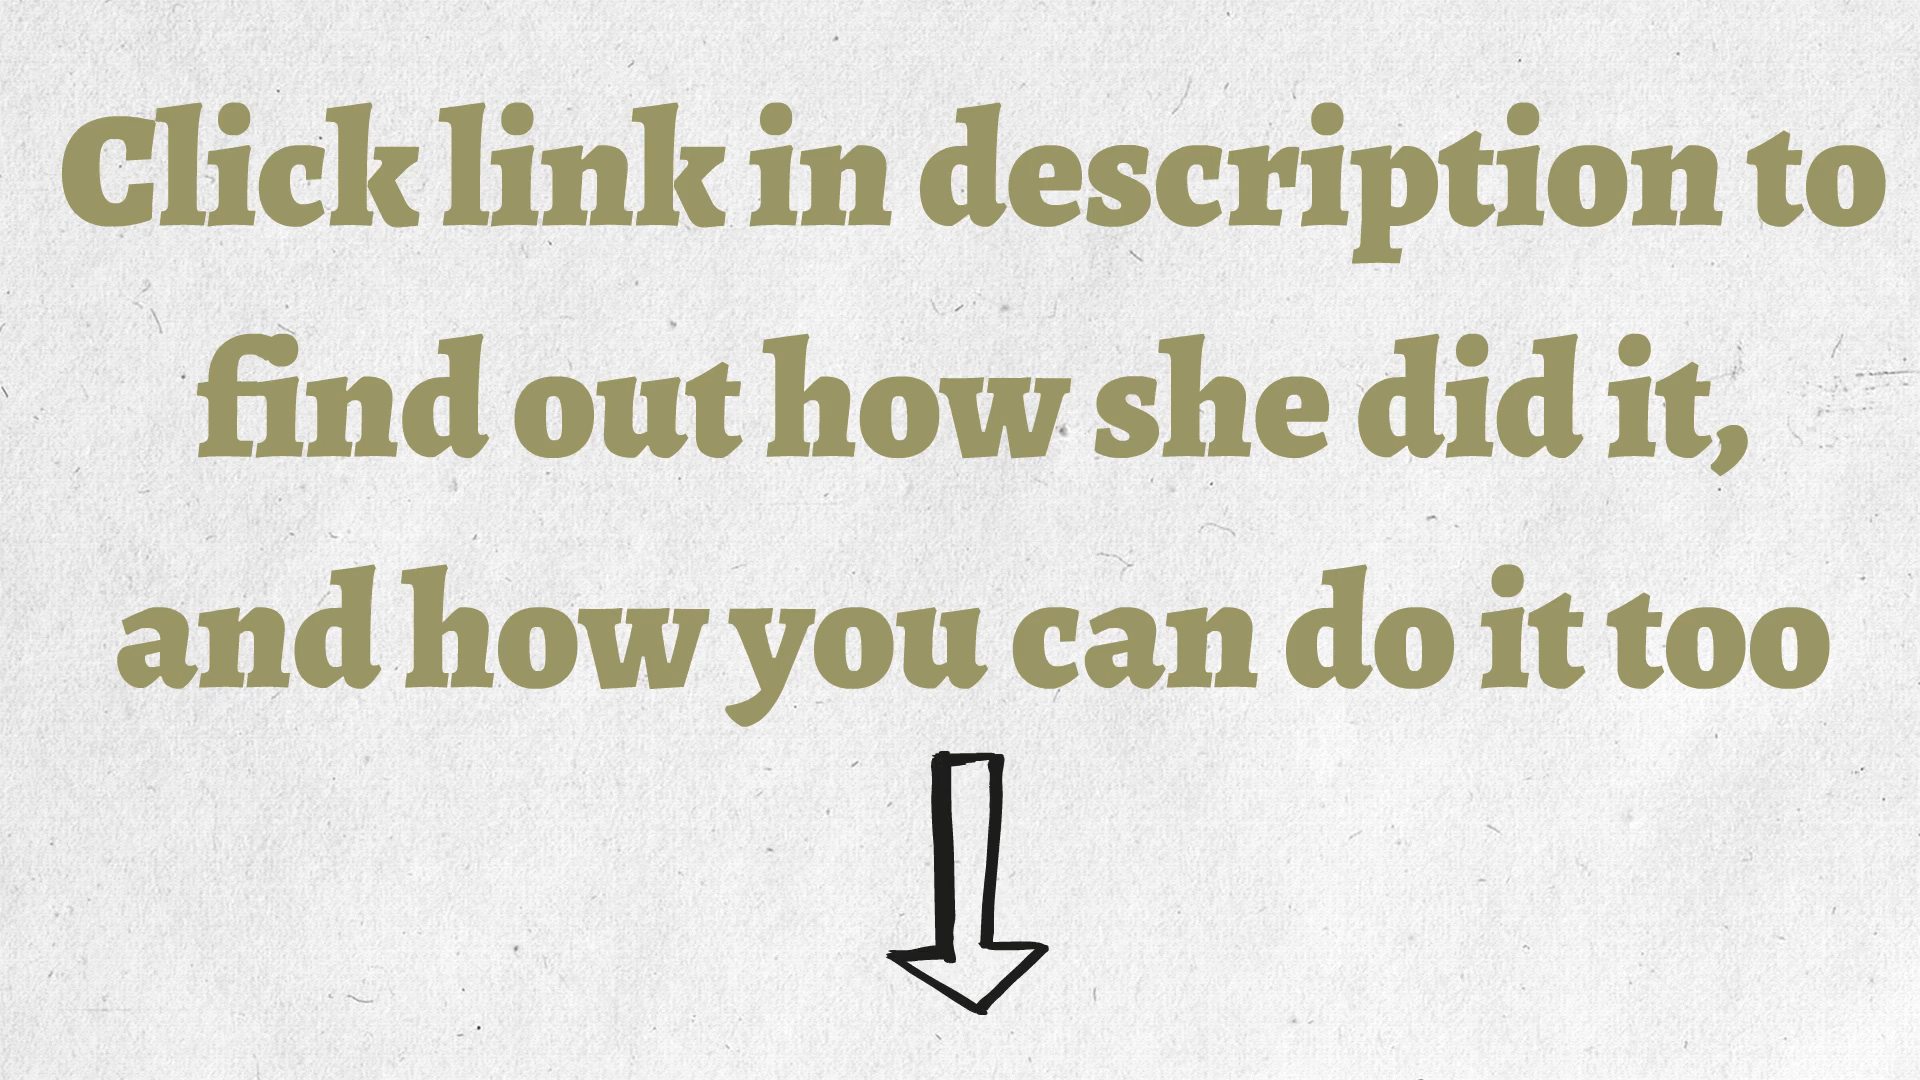 Click link in description to
find out how she did it,
and how you can do it too